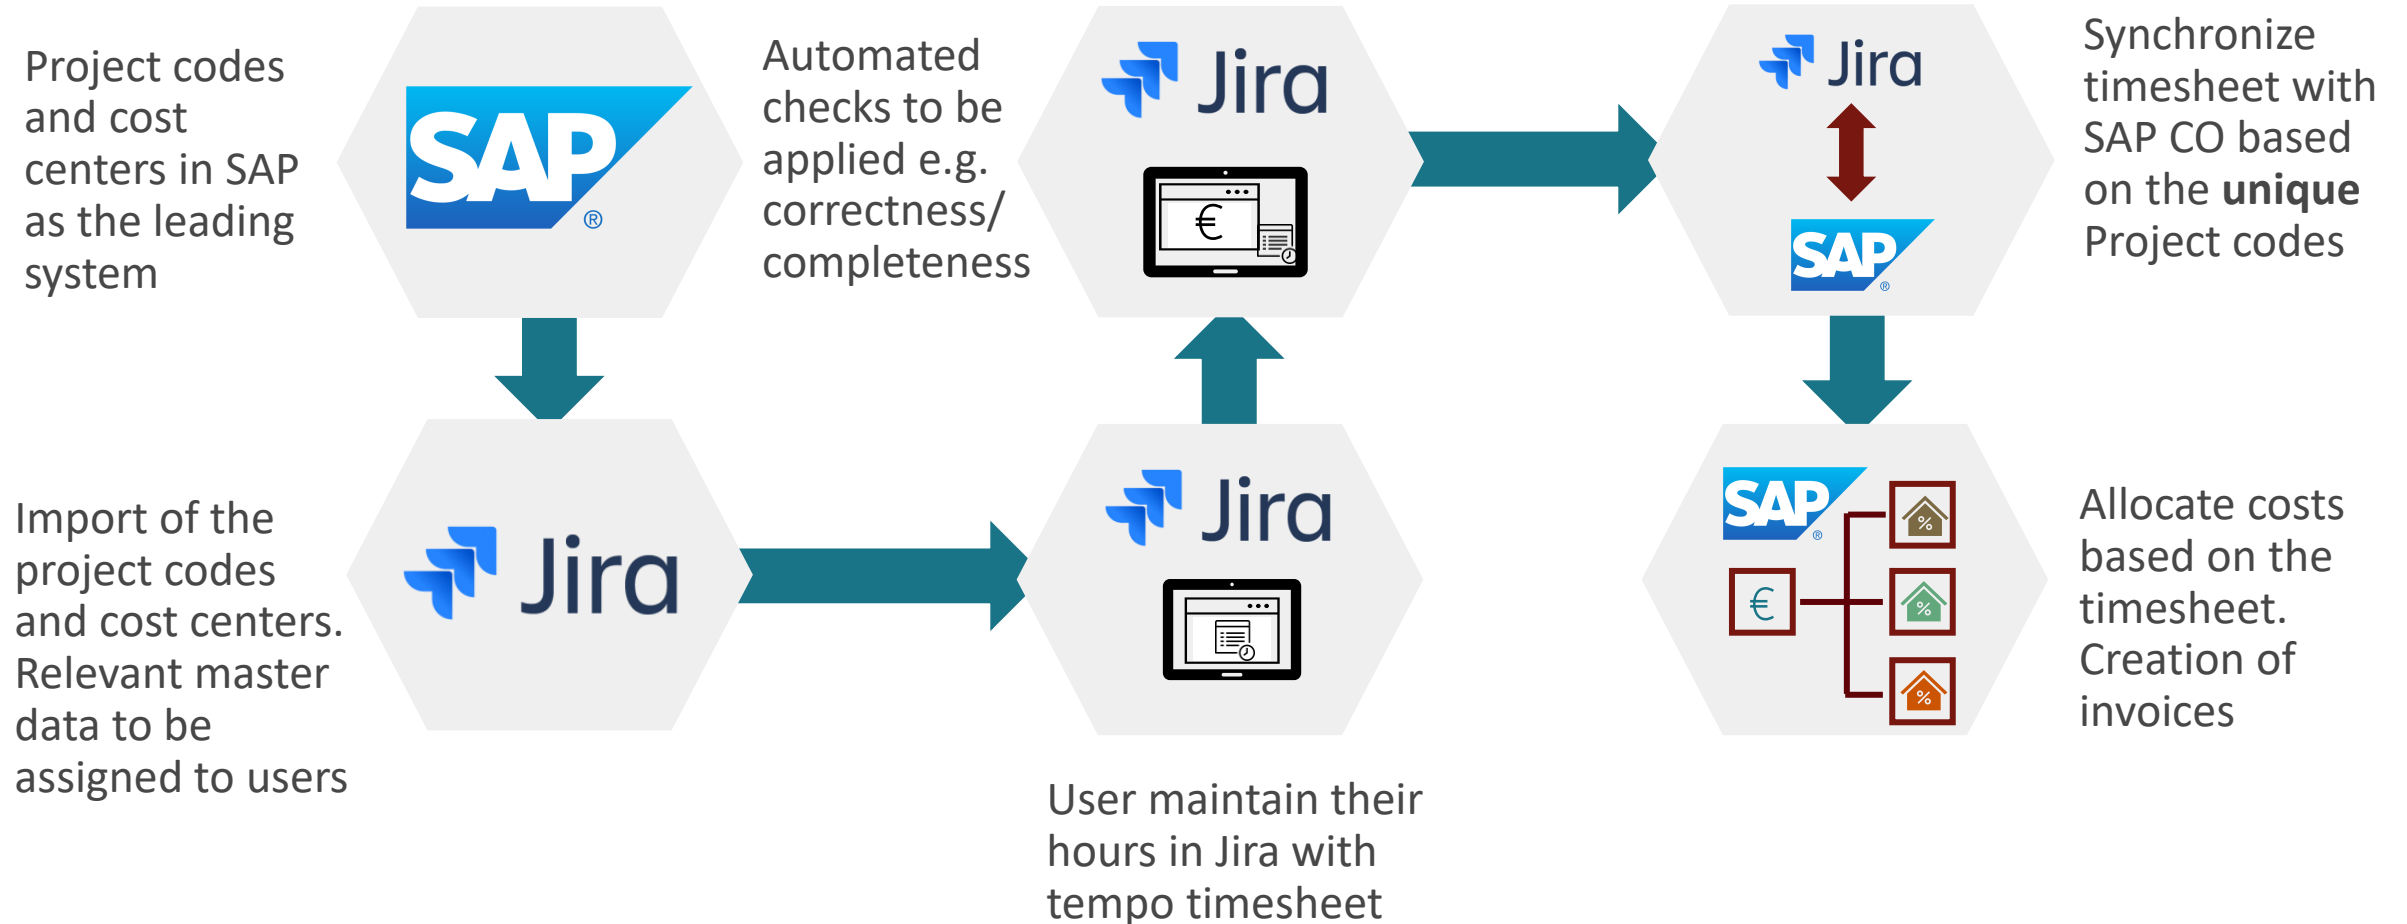 Project codes
and cost
centers in SAP
as the leading
system
SAP
®
Import of the
project codes
and cost centers.
Relevant master
data to be
assigned to users
Jira
User maintain their
hours in Jira with
tempo timesheet
Jira
Automated
checks to be
applied e.g.
correctness/
completeness
Jira
€
Synchronize
timesheet with
SAP CO based
on the unique
Project codes
Jira
SAP
®
Allocate costs
based on the
timesheet.
Creation of
invoices
SAP
®
%
€
%
%